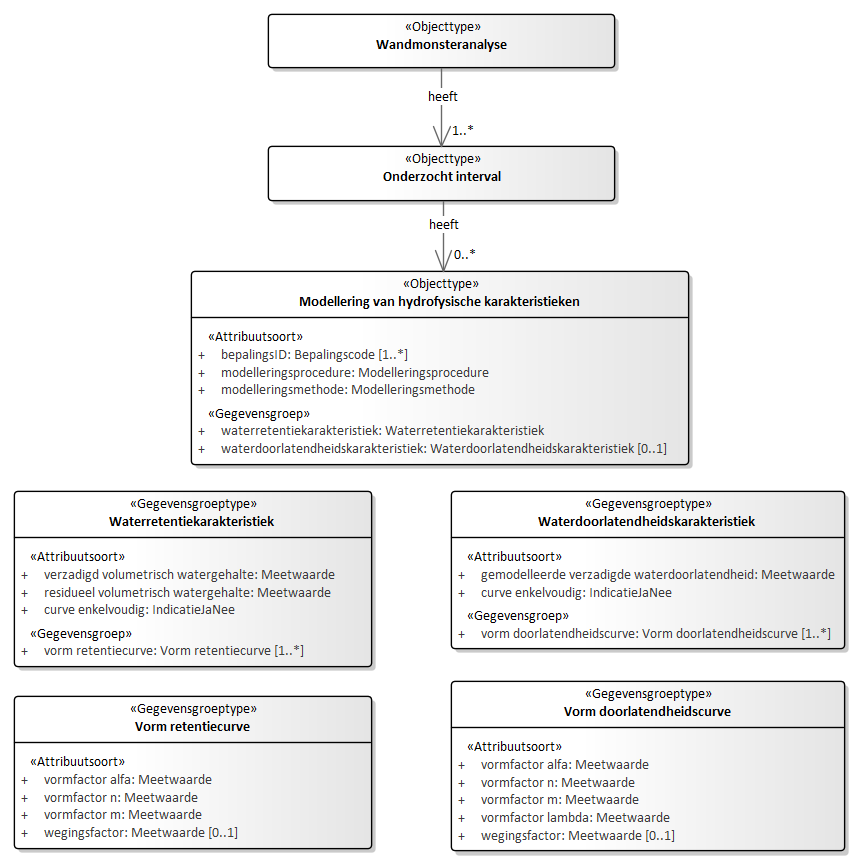 «Objecttype»
Wandmonsteranalyse
heeft
1..*
«Objecttype»
Onderzocht interval
heeft
0..*
«Objecttype»
Modellering van hydrofysische karakteristieken
«Attribuutsoort»
+ bepalingsID: Bepalingscode [1..*]
+ modelleringsprocedure: Modelleringsprocedure
+ modelleringsmethode: Modelleringsmethode
«Gegevensgroep»
+ waterretentiekarakteristiek: Waterretentiekarakteristiek
+ waterdoorlatendheidskarakteristiek: Waterdoorlatendheidskarakteristiek [0..1]
«Gegevensgroeptype»
Waterretentiekarakteristiek
«Attribuutsoort»
+ verzadigd volumetrisch watergehalte: Meetwaarde
+ residueel volumetrisch watergehalte: Meetwaarde
+ curve enkelvoudig: IndicatieJaNee
«Gegevensgroep»
+ vorm retentiecurve: Vorm retentiecurve [1..*]
«Gegevensgroeptype»
Waterdoorlatendheidskarakteristiek
«Attribuutsoort»
+ gemodelleerde verzadigde waterdoorlatendheid: Meetwaarde
+ curve enkelvoudig: IndicatieJaNee
«Gegevensgroep»
+ vorm doorlatendheidscurve: Vorm doorlatendheidscurve [1..*]
«Gegevensgroeptype»
Vorm retentiecurve
«Attribuutsoort»
+ vormfactor alfa: Meetwaarde
+ vormfactor n: Meetwaarde
+ vormfactor m: Meetwaarde
+ wegingsfactor: Meetwaarde [0..1]
«Gegevensgroeptype»
Vorm doorlatendheidscurve
«Attribuutsoort»
+ vormfactor alfa: Meetwaarde
+ vormfactor n: Meetwaarde
+ vormfactor m: Meetwaarde
+ vormfactor lambda: Meetwaarde
+ wegingsfactor: Meetwaarde [0..1]